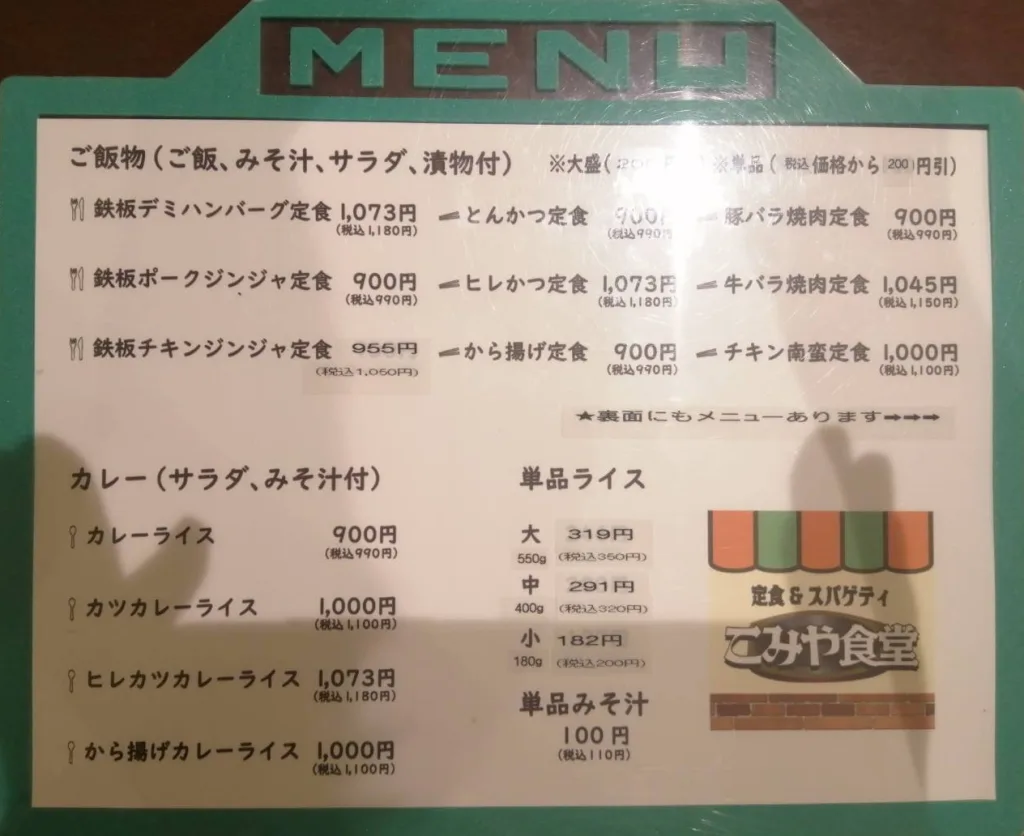 MENU
ご飯物(ご飯、みそ汁、サラダ、漬物付) ※大盛( ※単品(税込価格から200円引)
鉄板デミハンバーグ定食 1,073円 とんかつ定食 900円 豚バラ焼肉定食 900円
(税込1,180円) (税込990円) (税込990円)
鉄板ポークジンジャ定食 900円 ヒレかつ定食 1,073円 牛バラ焼肉定食 1,045円
(税込990円) (税込1,180円) (税込1,150円)
鉄板チキンジンジャ定食 955円 から揚げ定食 900円 チキン南蛮定食 1,000円
(税込1,050円) (税込990円) (税込1,100円)
★裏面にもメニューあります➡➡➡
カレー(サラダ、みそ汁付)
カレーライス 900円
(税込990円)
カツカレーライス 1,000円
(税込1,100円)
ヒレカツカレーライス 1,073円
(税込1,180円)
から揚げカレーライス 1,000円
(税込1,100円)
単品ライス
大 319円
550g (税込350円)
中 291円
400g (税込320円)
小 182円
180g (税込200円)
単品みそ汁
100円
(税込110円)
定食&スパゲティ
こみや食堂